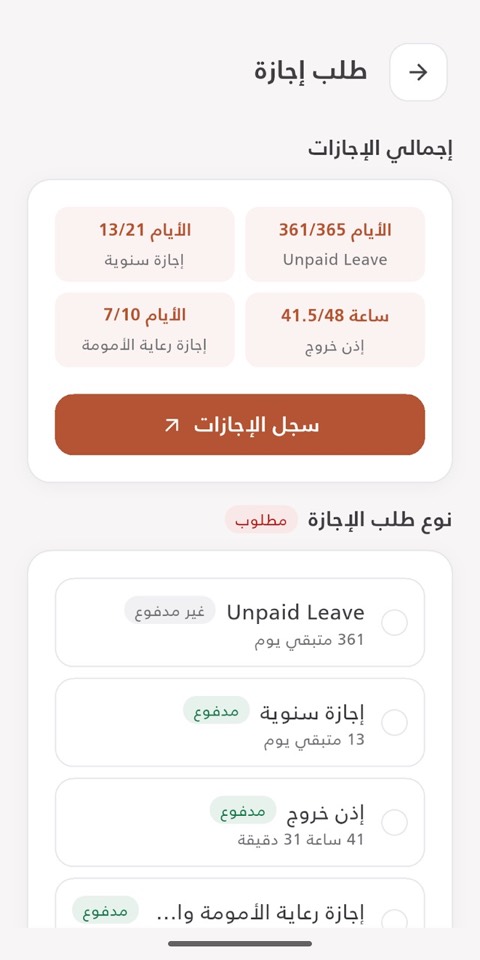 طلب إجازة
إجمالي الإجازات
361/365 الأيام
Unpaid Leave
13/21 الأيام
إجازة سنوية
41.5/48 ساعة
إذن خروج
7/10 الأيام
إجازة رعاية الأمومة
سجل الإجازات
نوع طلب الإجازة مطلوب
Unpaid Leave غير مدفوع
361 متبقي يوم
إجازة سنوية مدفوع
13 متبقي يوم
إذن خروج مدفوع
41 ساعة 31 دقيقة
إجازة رعاية الأمومة وا... مدفوع